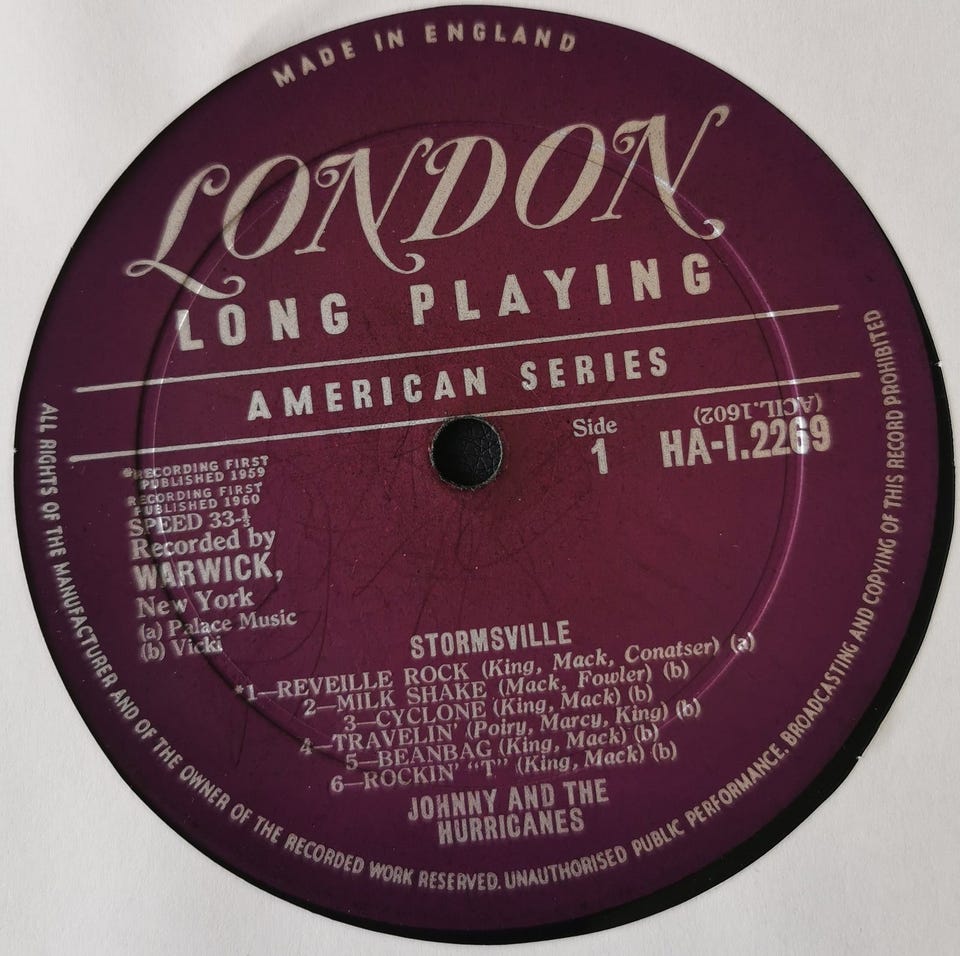 MADE IN ENGLAND
LONDON
LONG PLAYING
AMERICAN SERIES
Side
1
(ACIL.1602)
HA-I.2269
*RECORDING FIRST
PUBLISHED 1959
RECORDING FIRST
PUBLISHED 1960
SPEED 33-⅓
Recorded by
WARWICK,
New York
(a) Palace Music
(b) Vicki
STORMSVILLE
*1—REVEILLE ROCK (King, Mack, Conatser) (a)
2—MILK SHAKE (Mack, Fowler) (b)
3—CYCLONE (King, Mack) (b)
4—TRAVELIN' (Poiry, Marcy, King) (b)
5—BEANBAG (King, Mack) (b)
6—ROCKIN' “T” (King, Mack) (b)
JOHNNY AND THE
HURRICANES
ALL RIGHTS OF THE MANUFACTURER AND OF THE OWNER OF THE RECORDED WORK RESERVED. UNAUTHORISED PUBLIC PERFORMANCE, BROADCASTING AND COPYING OF THIS RECORD PROHIBITED